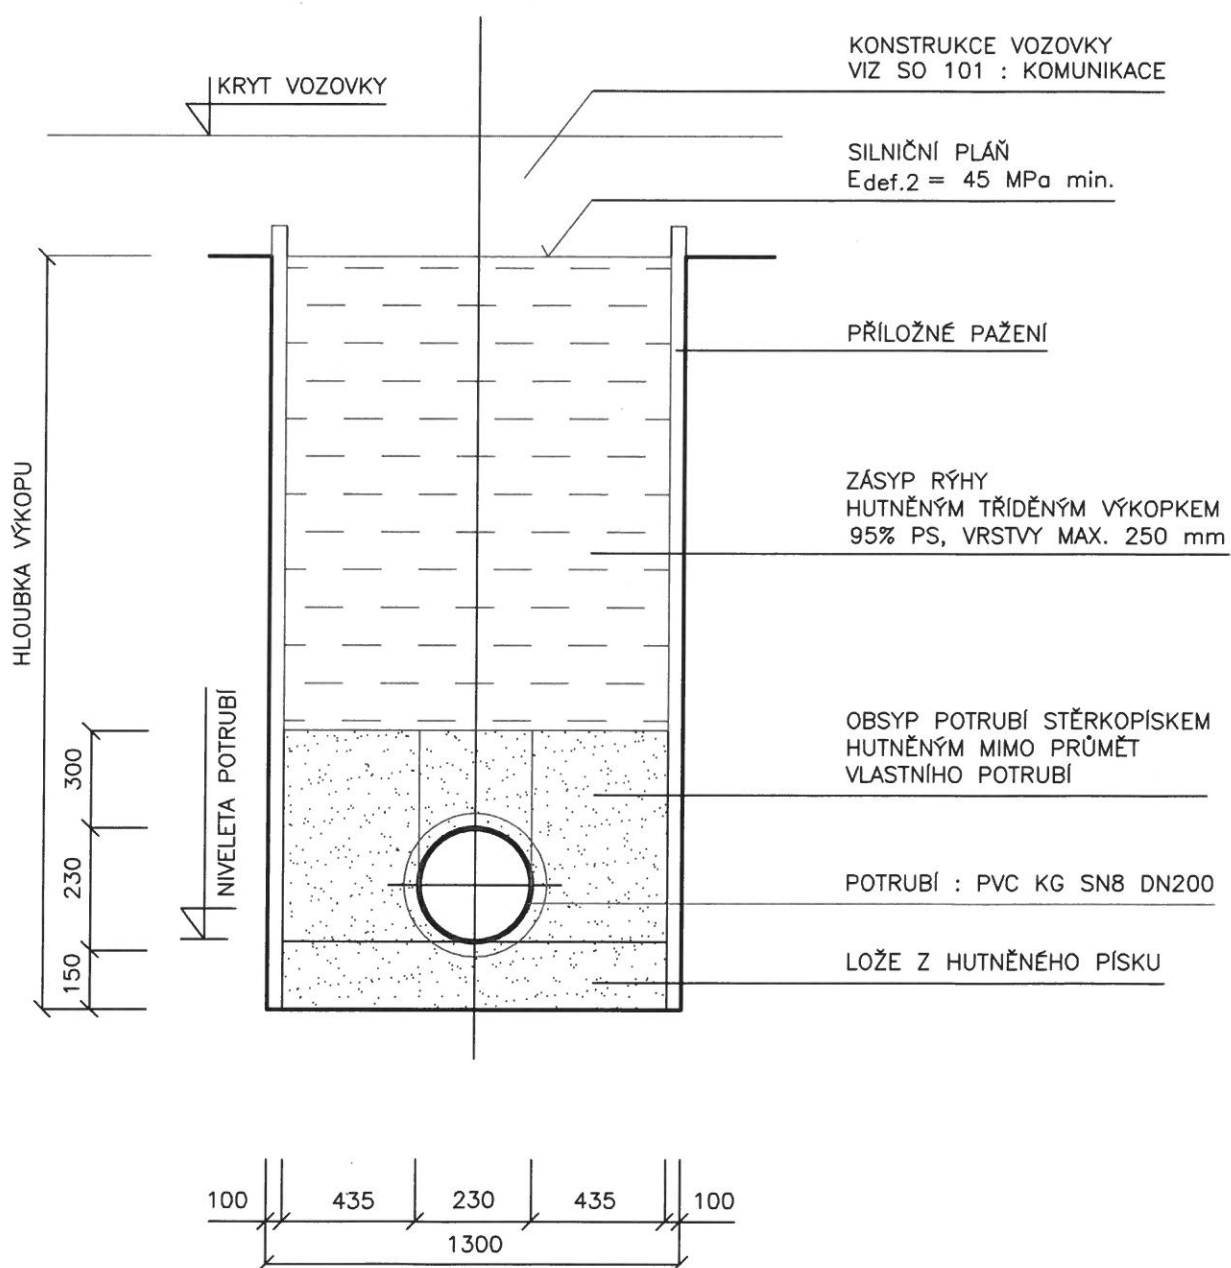 KONSTRUKCE VOZOVKY
VIZ SO 101 : KOMUNIKACE
KRYT VOZOVKY
SILNIČNÍ PLÁŇ
Edef.2 = 45 MPa min.
PŘÍLOŽNÉ PAŽENÍ
ZÁSYP RÝHY
HUTNĚNÝM TŘÍDĚNÝM VÝKOPKEM
95% PS, VRSTVY MAX. 250 mm
HLOUBKA VÝKOPU
NIVELETA POTRUBÍ
OBSYP POTRUBÍ STĚRKOPÍSKEM
HUTNĚNÝM MIMO PRŮMĚT
VLASTNÍHO POTRUBÍ
300
230
150
POTRUBÍ : PVC KG SN8 DN200
LOŽE Z HUTNĚNÉHO PÍSKU
100 435 230 435 100
1300